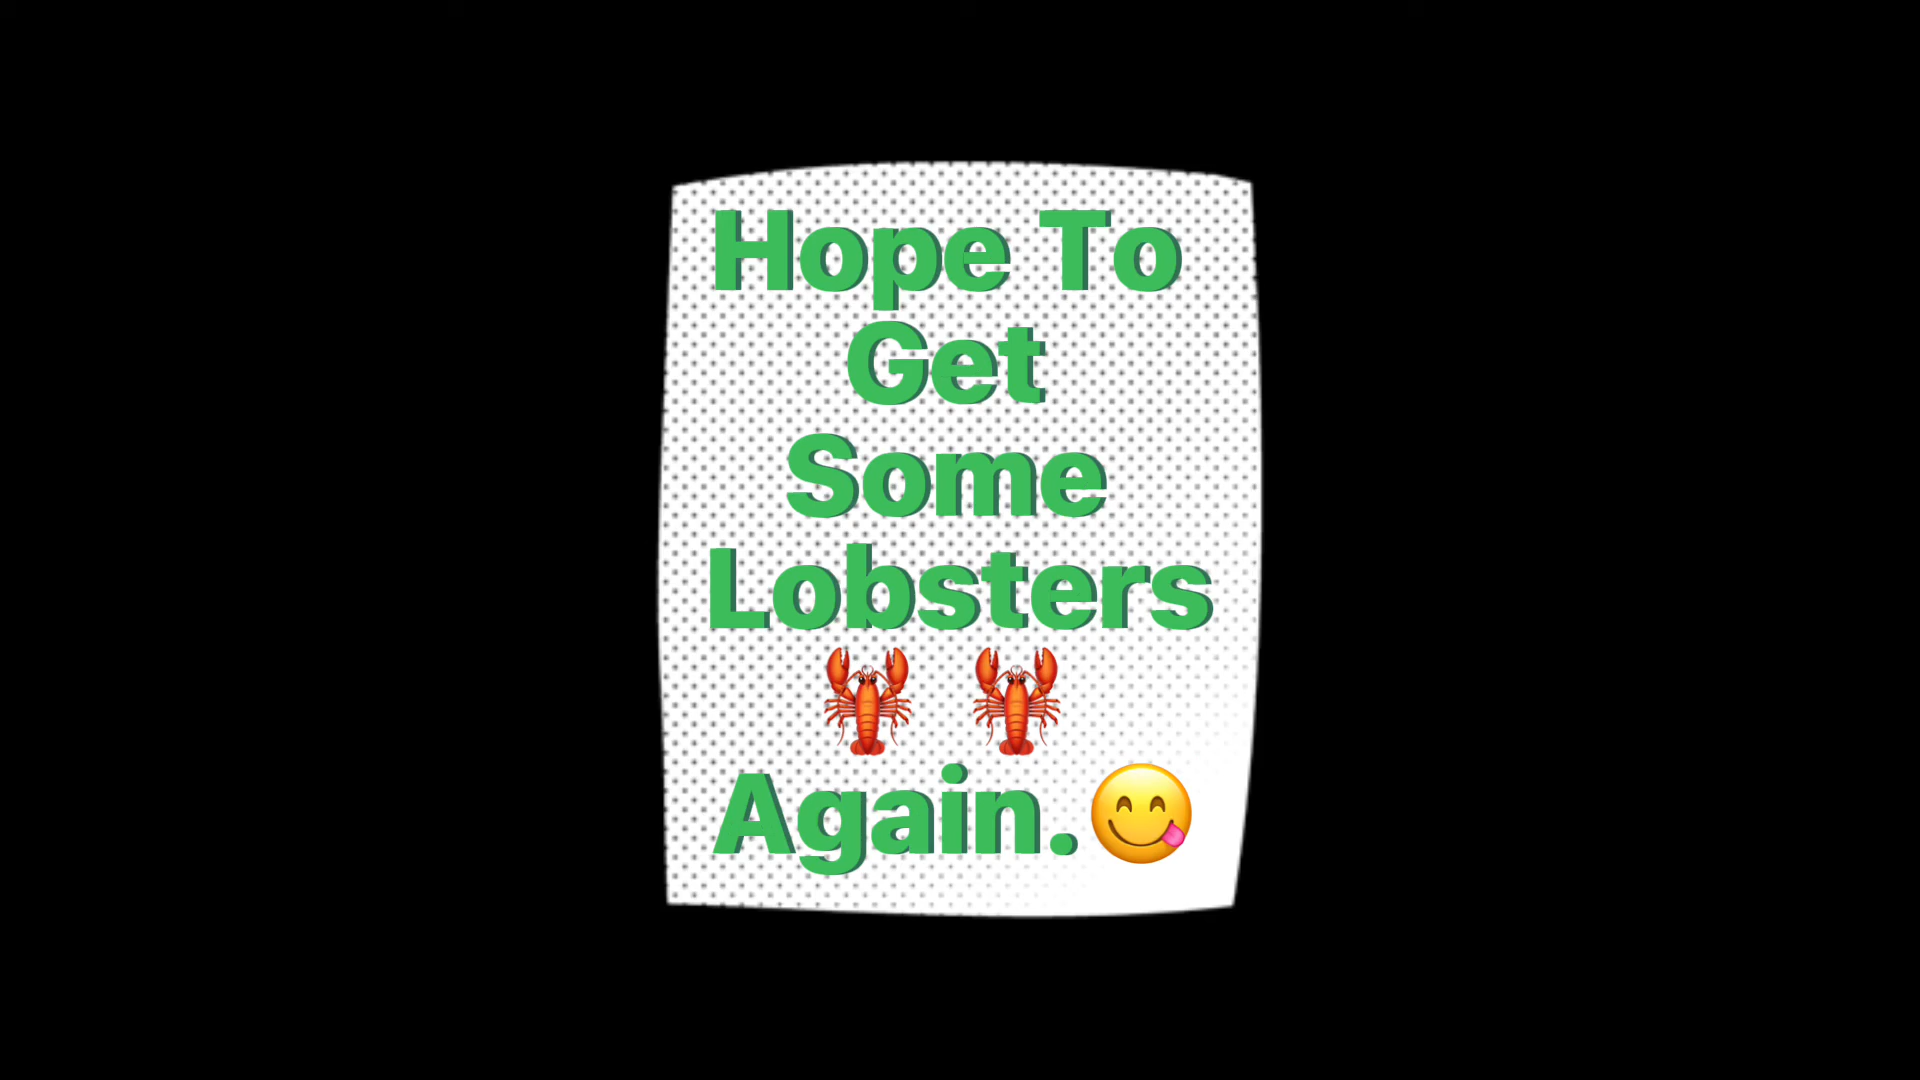 Hope To
Get
Some
Lobsters
🦞 🦞
Again.😋